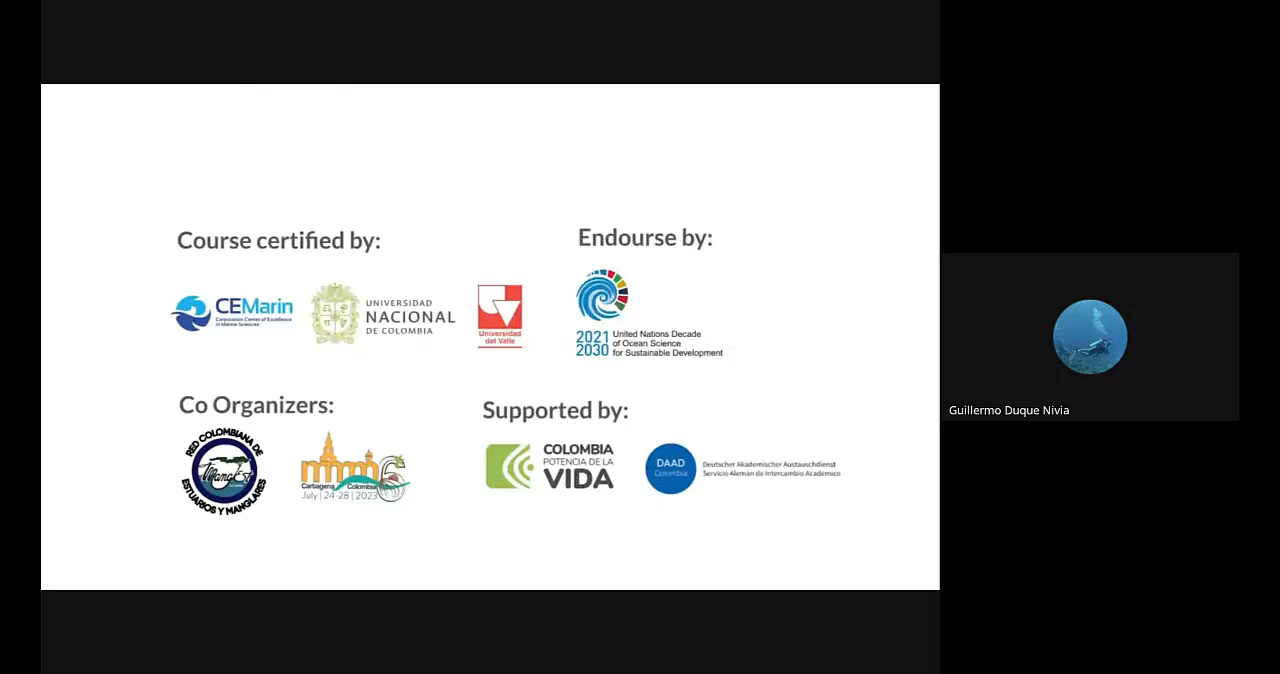 Course certified by:
Endourse by:
CEMarin
Corporation Center of Excellence
in Marine Sciences
UNIVERSIDAD
NACIONAL
DE COLOMBIA
Universidad
del Valle
2021
2030
United Nations Decade
of Ocean Science
for Sustainable Development
Co Organizers:
Supported by:
RED COLOMBIANA DE
ESTUARIOS Y MANGLARES
Cartagena Colombia
July | 24-28 | 2023
COLOMBIA
POTENCIA DE LA
VIDA
DAAD
Colombia
Deutscher Akademischer Austauschdienst
Servicio Alemán de Intercambio Académico
Guillermo Duque Nivia